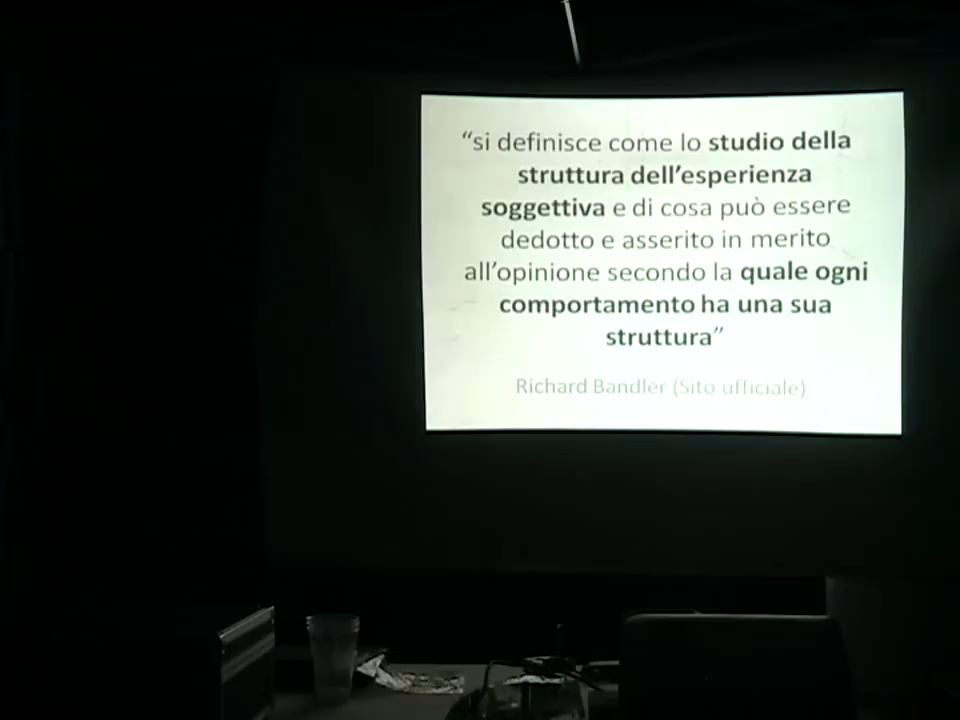 “si definisce come lo studio della
struttura dell’esperienza
soggettiva e di cosa può essere
dedotto e asserito in merito
all’opinione secondo la quale ogni
comportamento ha una sua
struttura”
Richard Bandler (Sito ufficiale)